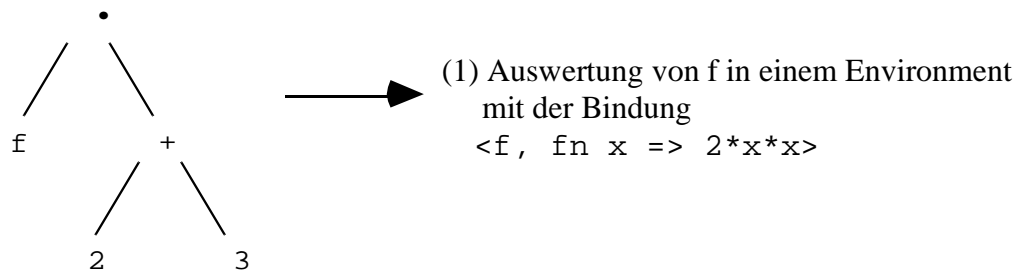 •
(1) Auswertung von f in einem Environment
mit der Bindung
f +
<f, fn x => 2*x*x>
2 3